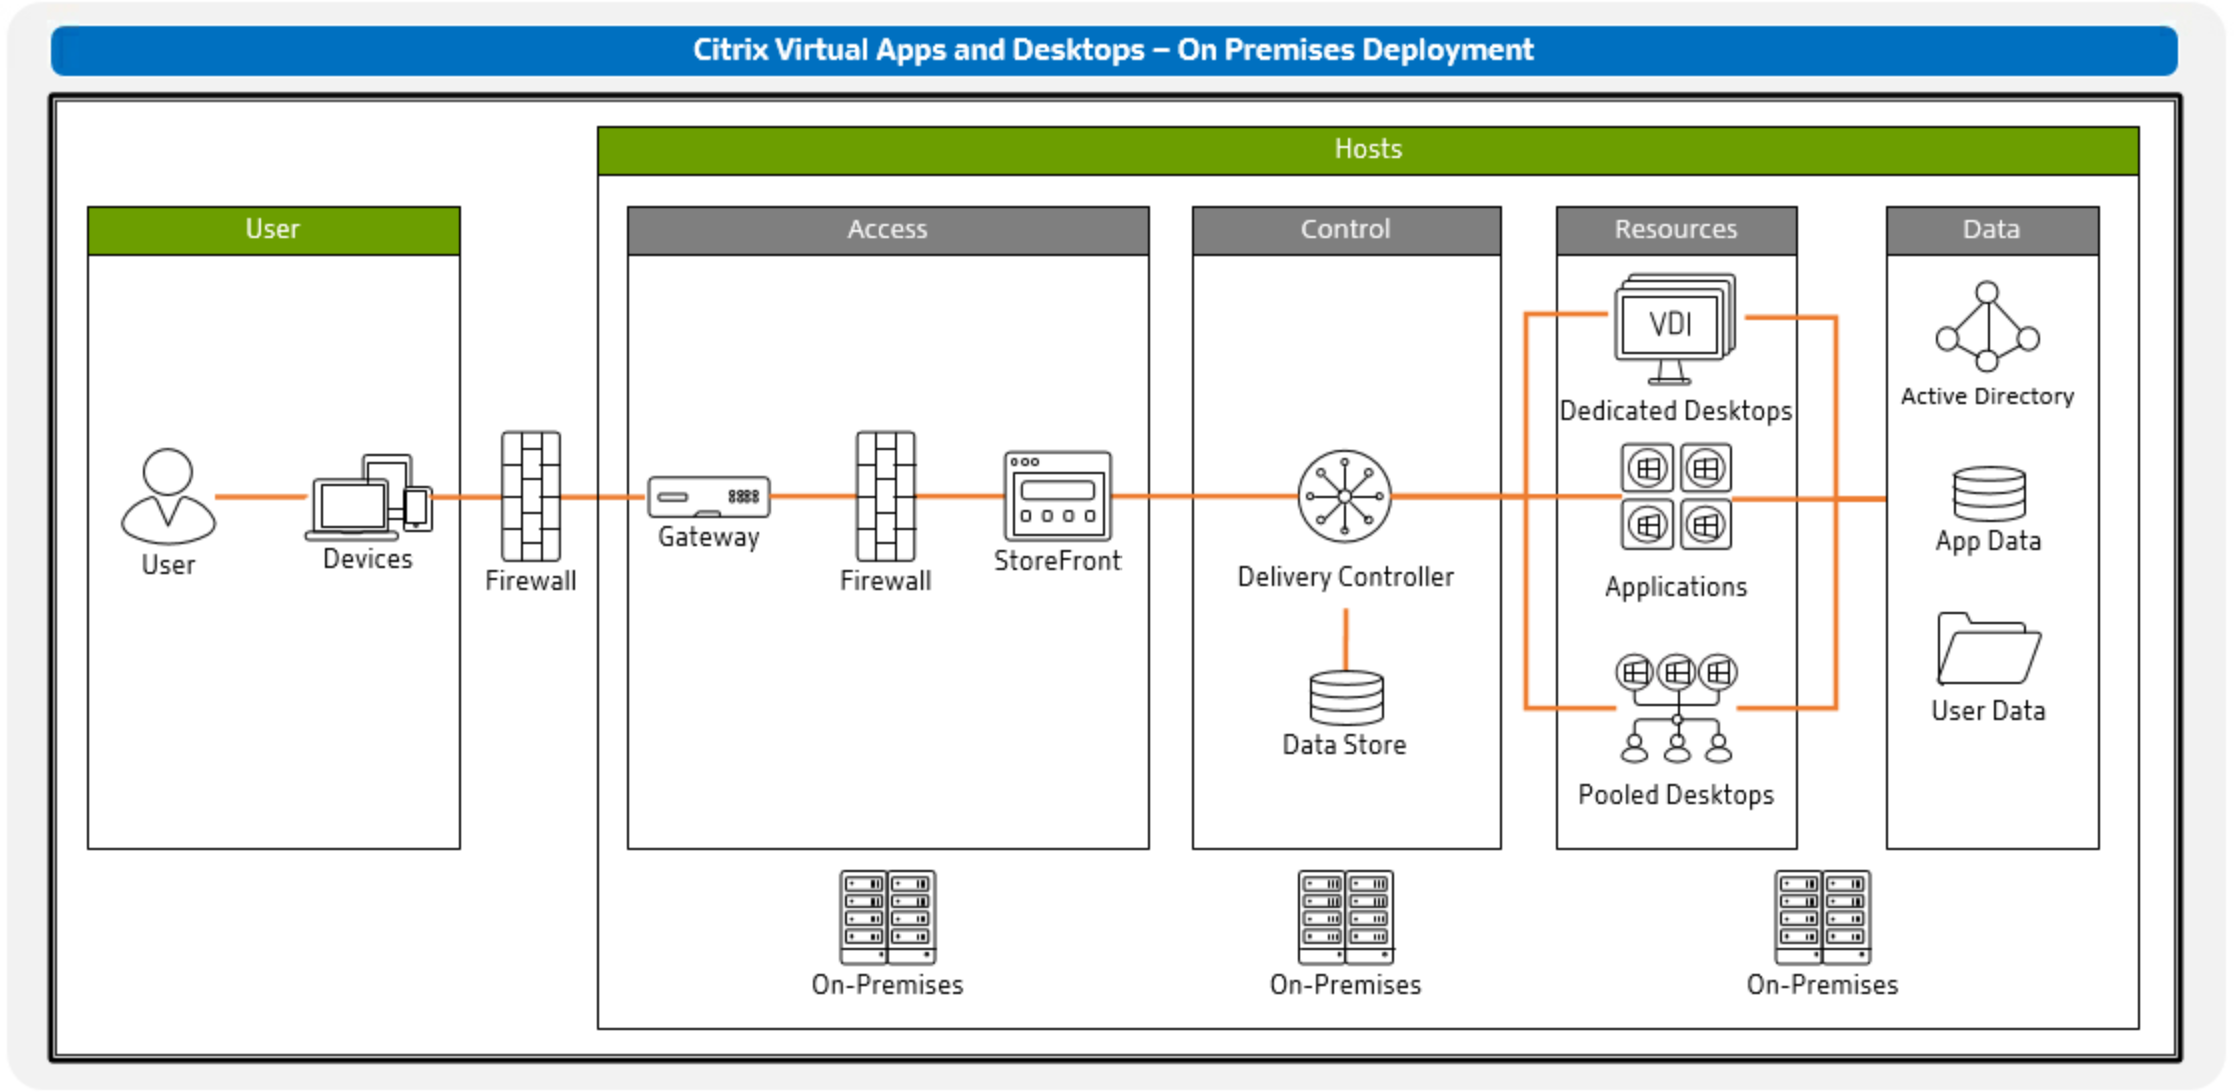 Citrix Virtual Apps and Desktops – On Premises Deployment
Hosts
User
Access
Control
Resources
Data
VDI
Dedicated Desktops
Active Directory
User
Devices
Firewall
Gateway
Firewall
StoreFront
Delivery Controller
Applications
App Data
Data Store
User Data
Pooled Desktops
On-Premises
On-Premises
On-Premises